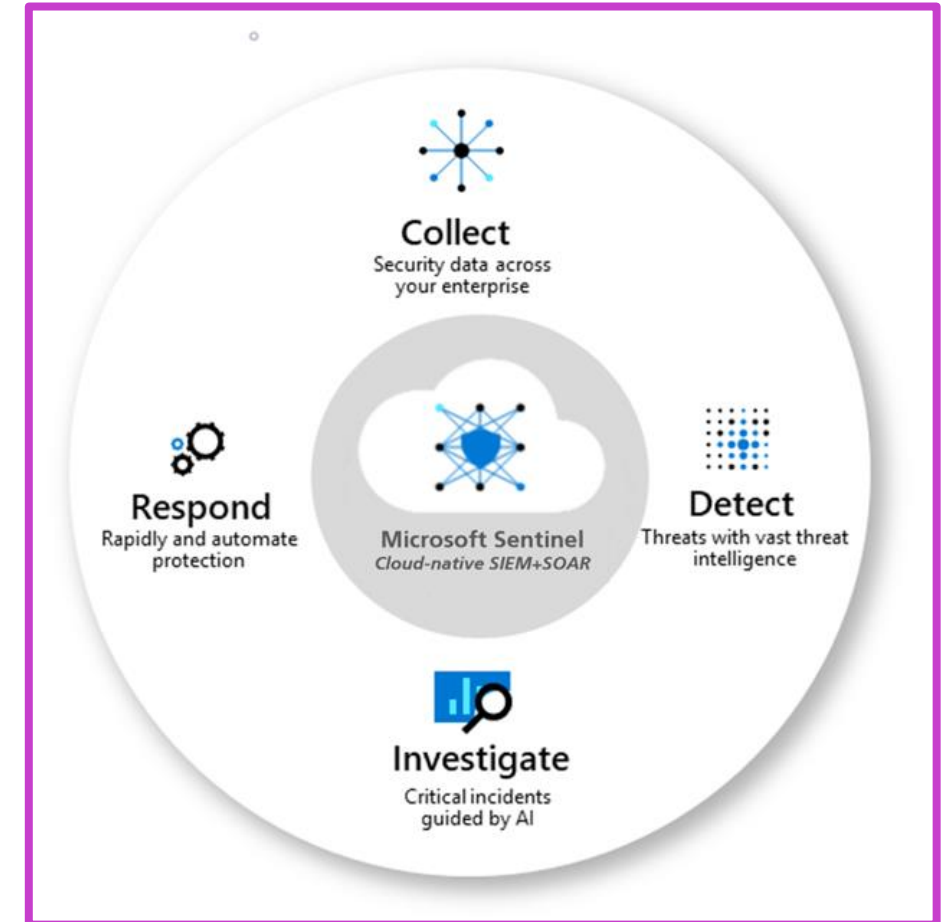 Collect
Security data across
your enterprise
Respond
Rapidly and automate
protection
Microsoft Sentinel
Cloud-native SIEM+SOAR
Detect
Threats with vast threat
intelligence
Investigate
Critical incidents
guided by AI